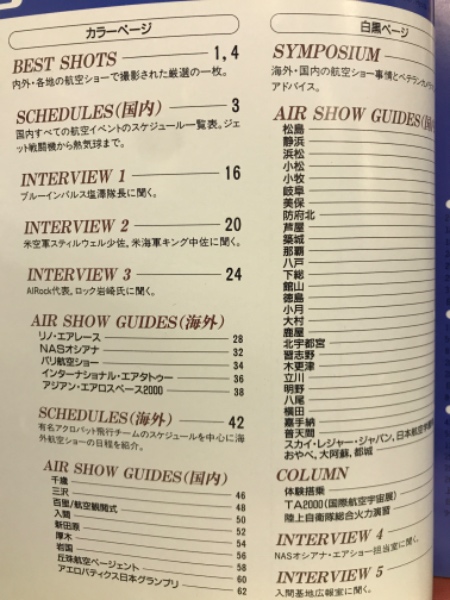 カラーページ
BEST SHOTS 1, 4
内外・各地の航空ショーで撮影された厳選の一枚。
SCHEDULES(国内) 3
国内すべての航空イベントのスケジュール一覧表。ジェ
ット戦闘機から熱気球まで。
INTERVIEW 1 16
ブルーインパルス塩澤隊長に聞く。
INTERVIEW 2 20
米空軍スティルウェル少佐、米海軍キング中佐に聞く。
INTERVIEW 3 24
AIRock代表、ロック岩崎氏に聞く。
AIR SHOW GUIDES(海外)
リノ・エアレース 28
NASオシアナ 32
パリ航空ショー 34
インターナショナル・エアタトゥー 36
アジアン・エアロスペース2000 38
SCHEDULES(海外) 42
有名アクロバット飛行チームのスケジュールを中心に海
外航空ショーの日程を紹介。
AIR SHOW GUIDES(国内)
千歳 46
三沢 48
百里/航空観閲式 50
入間 52
新田原 54
厚木 56
岩国 58
丘珠航空ページェント 60
アエロバティクス日本グランプリ 62
白黒ページ
SYMPOSIUM
海外・国内の航空ショー事情とベテランカメラ
アドバイス。
AIR SHOW GUIDES(国
松島
静浜
浜松
小松
小牧
岐阜
美保
防府北
芦屋
築城
那覇
八戸
下総
館山
徳島
小月
大村
鹿屋
北宇都宮
習志野
木更津
立川
明野
八尾
横田
嘉手納
普天間
スカイ・レジャー・ジャパン,日本航空
おやべ,大阿蘇,都城
COLUMN
体験搭乗
TA2000(国際航空宇宙展)
陸上自衛隊総合火力演習
INTERVIEW 4
NASオシアナ・エアショー担当室に聞く。
INTERVIEW 5
入間基地広報室に聞く。